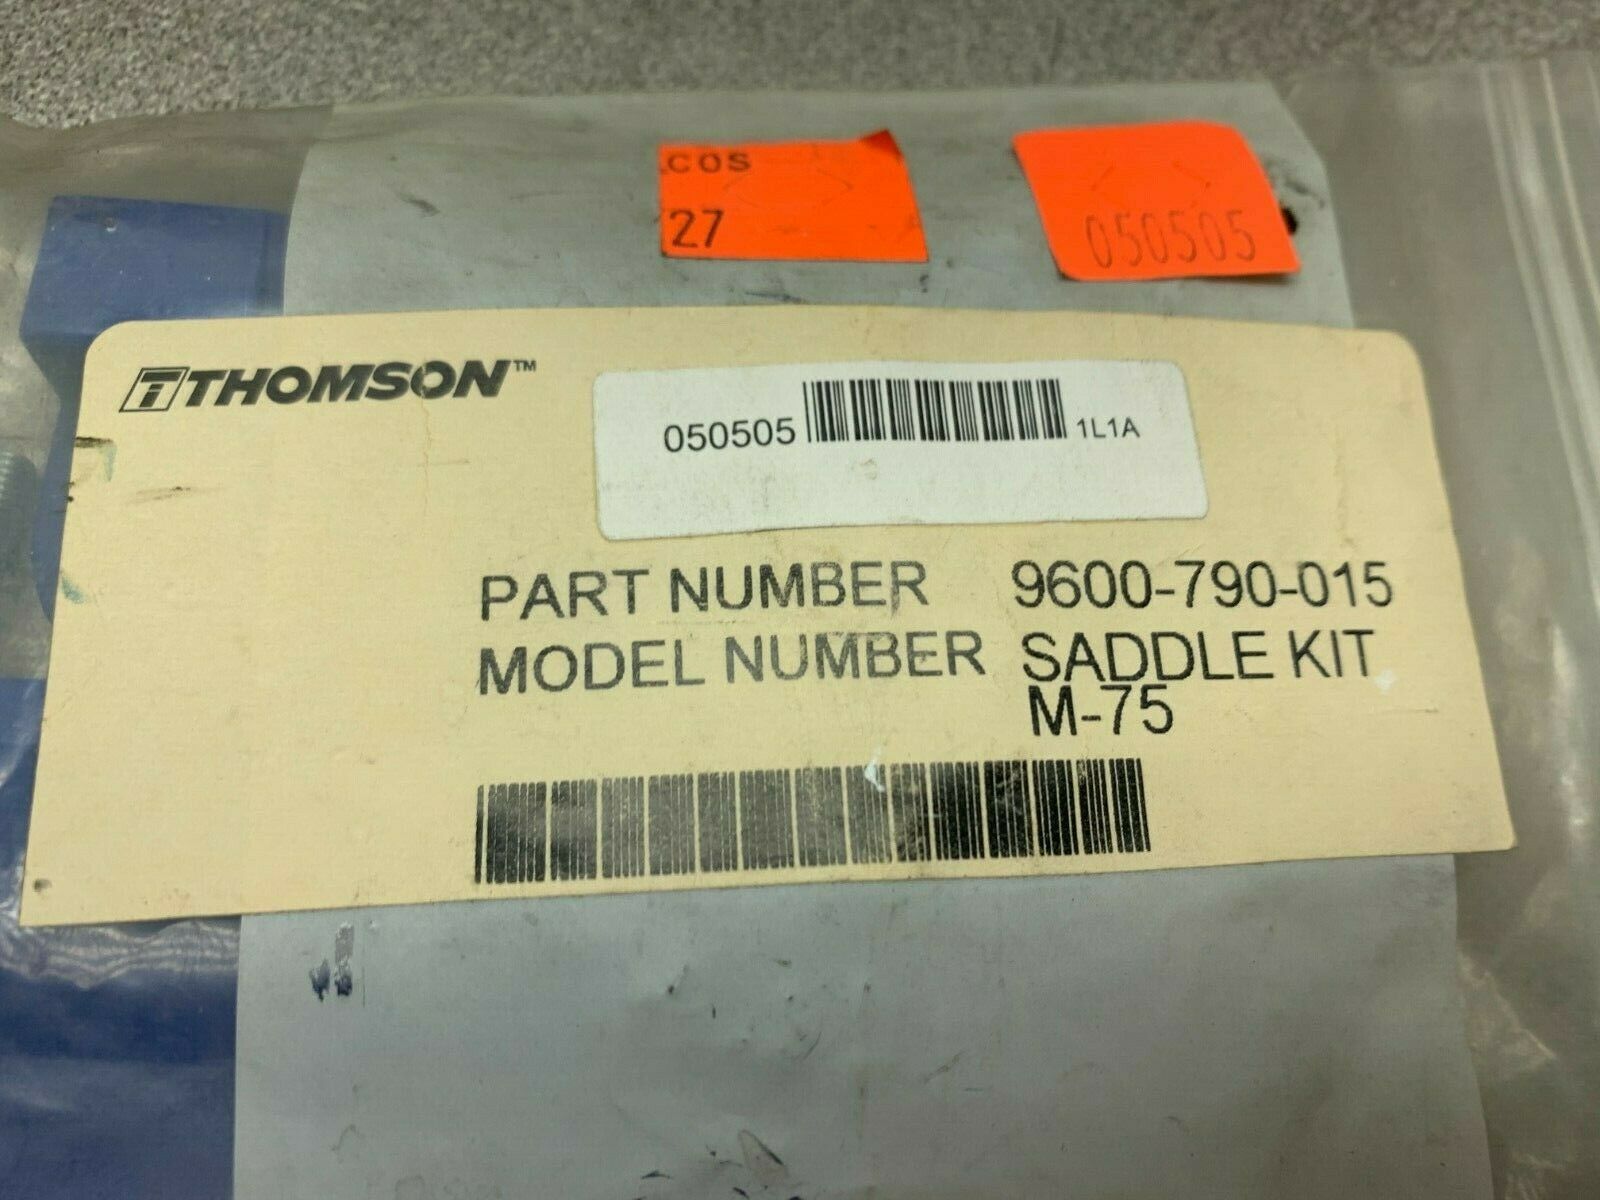 .COS
27
050505
THOMSON™
050505 1L1A
PART NUMBER 9600-790-015
MODEL NUMBER SADDLE KIT
M-75